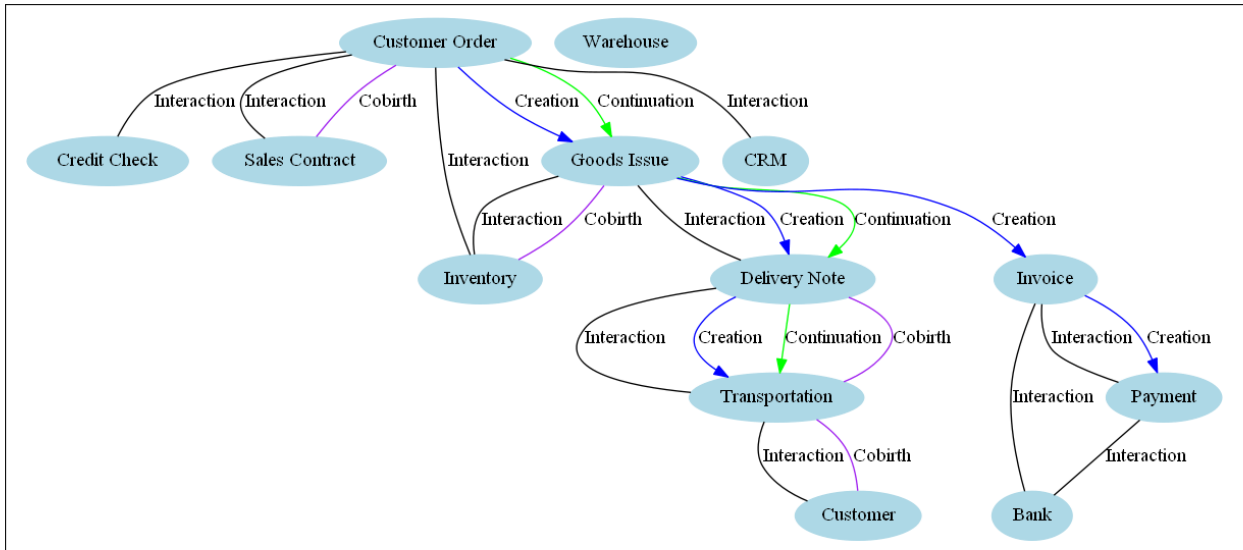 Customer Order
Warehouse
Interaction
Interaction
Cobirth
Creation
Continuation
Interaction
Credit Check
Sales Contract
Interaction
Goods Issue
CRM
Interaction
Cobirth
Interaction
Creation
Continuation
Creation
Inventory
Delivery Note
Invoice
Interaction
Creation
Continuation
Cobirth
Interaction
Creation
Transportation
Interaction
Payment
Interaction
Cobirth
Interaction
Customer
Bank